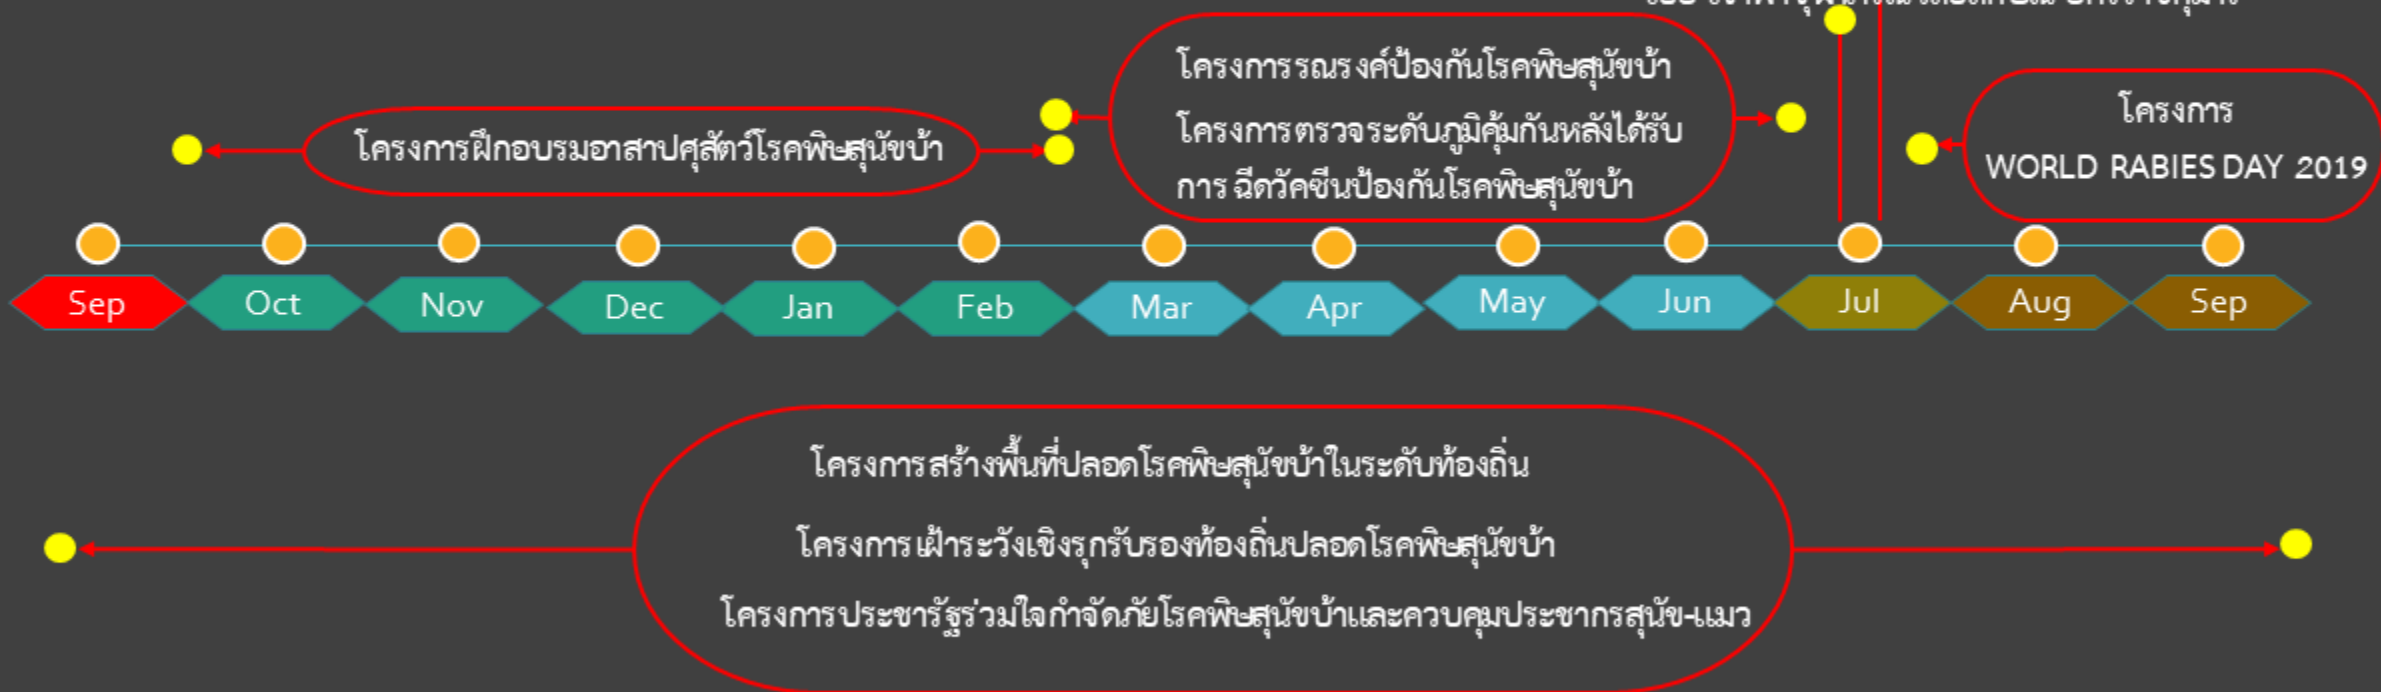 โครงการรณรงค์ป้องกันโรคพิษสุนัขบ้า
โครงการตรวจระดับภูมิคุ้มกันหลังได้รับ
การฉีดวัคซีนป้องกันโรคพิษสุนัขบ้า
โครงการ
WORLD RABIES DAY 2019
โครงการฝึกอบรมอาสาปศุสัตว์โรคพิษสุนัขบ้า
Sep
Oct
Nov
Dec
Jan
Feb
Mar
Apr
May
Jun
Jul
Aug
Sep
โครงการสร้างพื้นที่ปลอดโรคพิษสุนัขบ้าในระดับท้องถิ่น
โครงการเฝ้าระวังเชิงรุกรับรองท้องถิ่นปลอดโรคพิษสุนัขบ้า
โครงการประชารัฐร่วมใจกำจัดภัยโรคพิษสุนัขบ้าและควบคุมประชากรสุนัข-แมว